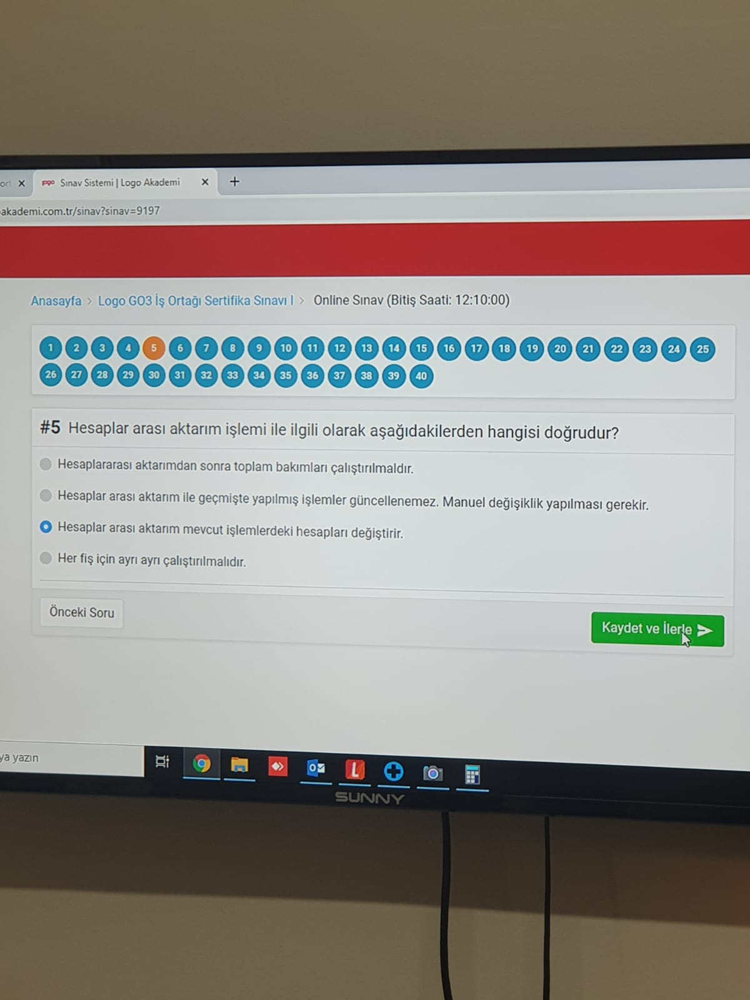 Sınav Sistemi | Logo Akademi
akademi.com.tr/sinav?sinav=9197
Anasayfa > Logo GO3 İş Ortağı Sertifika Sınavı I > Online Sınav (Bitiş Saati: 12:10:00)
1 2 3 4 5 6 7 8 9 10 11 12 13 14 15 16 17 18 19 20 21 22 23 24 25
26 27 28 29 30 31 32 33 34 35 36 37 38 39 40
#5 Hesaplar arası aktarım işlemi ile ilgili olarak aşağıdakilerden hangisi doğrudur?
Hesaplararası aktarımdan sonra toplam bakımları çalıştırılmaldır.
Hesaplar arası aktarım ile geçmişte yapılmış işlemler güncellenemez. Manuel değişiklik yapılması gerekir.
Hesaplar arası aktarım mevcut işlemlerdeki hesapları değiştirir.
Her fiş için ayrı ayrı çalıştırılmalıdır.
Önceki Soru
Kaydet ve İlerle
ya yazın
SUNNY